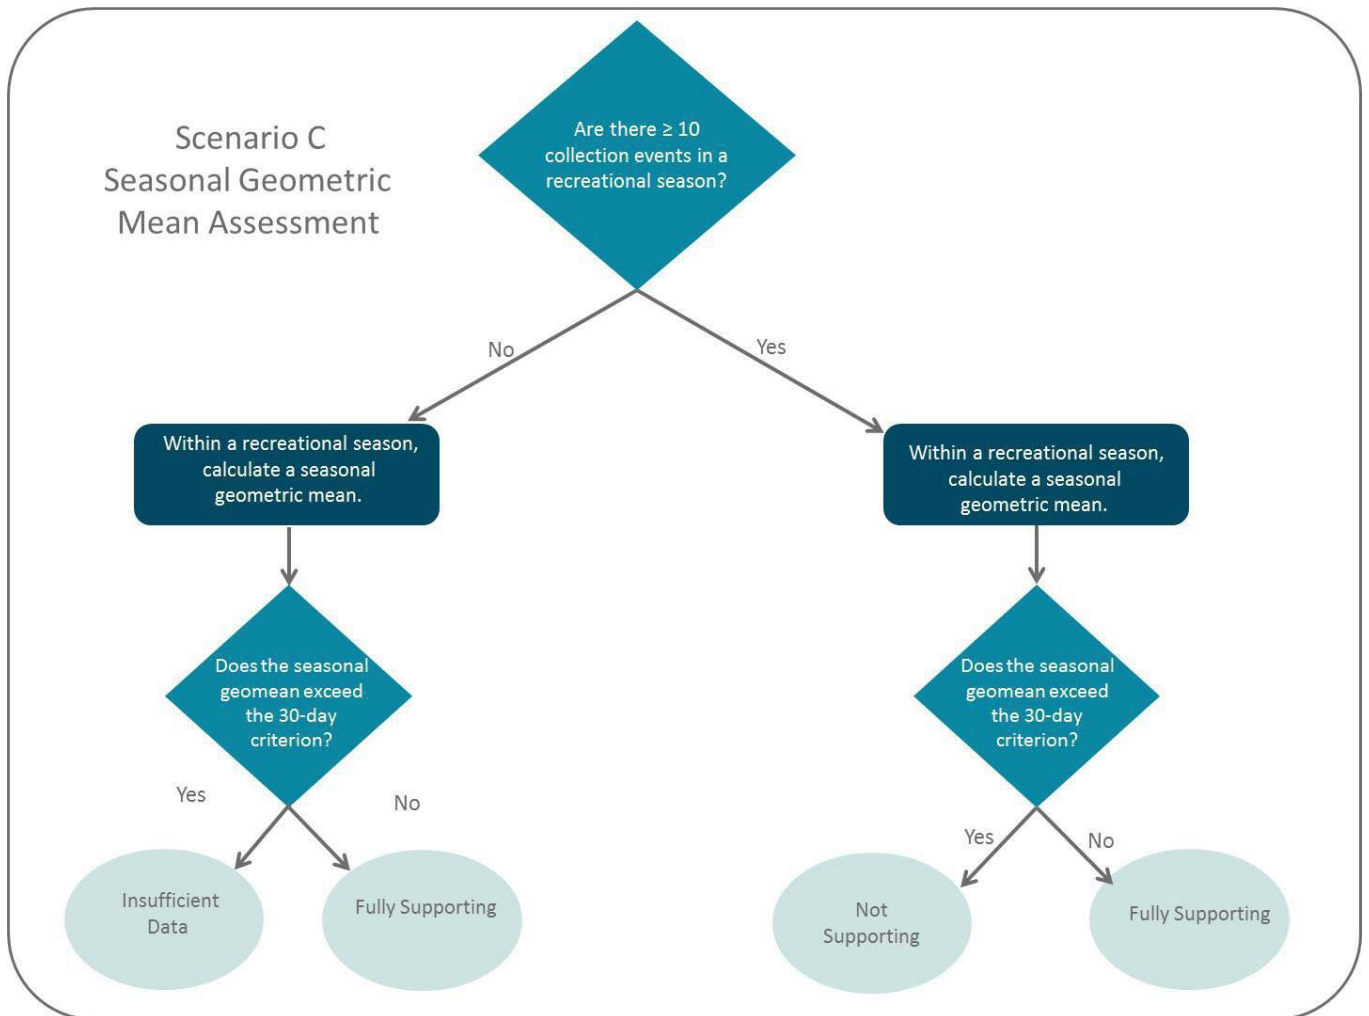 Scenario C
Seasonal Geometric
Mean Assessment
Are there ≥ 10
collection events in a
recreational season?
No
Yes
Within a recreational season,
calculate a seasonal
geometric mean.
Within a recreational season,
calculate a seasonal
geometric mean.
Does the seasonal
geomean exceed
the 30-day
criterion?
Does the seasonal
geomean exceed
the 30-day
criterion?
Yes
No
Yes
No
Insufficient
Data
Fully Supporting
Not
Supporting
Fully Supporting